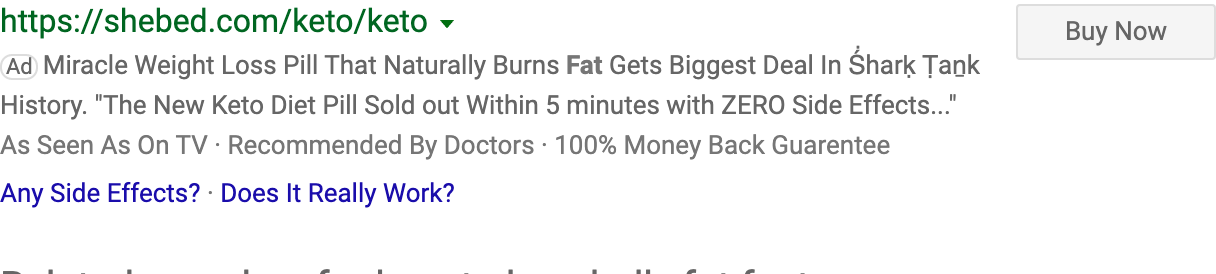 https://shebed.com/keto/keto
Buy Now
Ad Miracle Weight Loss Pill That Naturally Burns Fat Gets Biggest Deal In Ṥharķ Ṭaṉk
History. "The New Keto Diet Pill Sold out Within 5 minutes with ZERO Side Effects..."
As Seen As On TV · Recommended By Doctors · 100% Money Back Guarentee
Any Side Effects? · Does It Really Work?